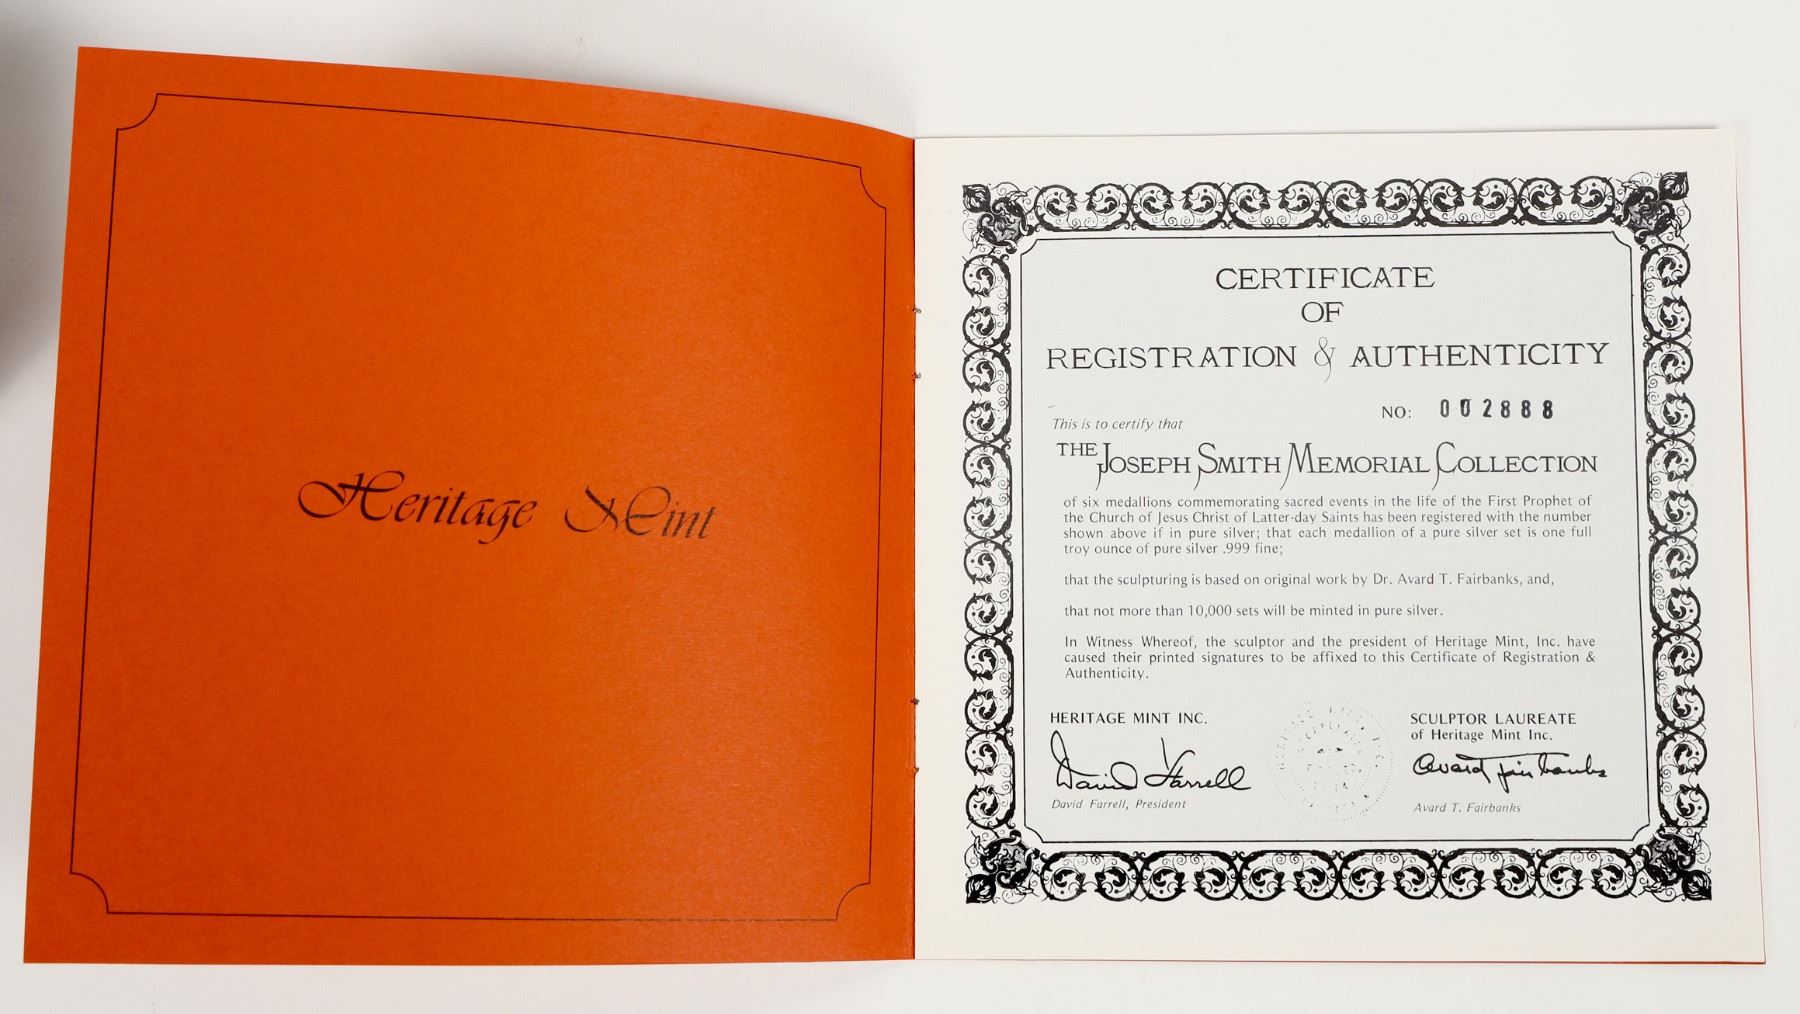 Heritage Mint
CERTIFICATE
OF
REGISTRATION & AUTHENTICITY
NO: 002888
This is to certify that
THE JOSEPH SMITH MEMORIAL COLLECTION
of six medallions commemorating sacred events in the life of the First Prophet of
the Church of Jesus Christ of Latter-day Saints has been registered with the number
shown above if in pure silver; that each medallion of a pure silver set is one full
troy ounce of pure silver .999 fine;
that the sculpturing is based on original work by Dr. Avard T. Fairbanks, and,
that not more than 10,000 sets will be minted in pure silver.
In Witness Whereof, the sculptor and the president of Heritage Mint, Inc. have
caused their printed signatures to be affixed to this Certificate of Registration &
Authenticity.
HERITAGE MINT INC.
David Farrell
David Farrell, President
SCULPTOR LAUREATE
of Heritage Mint Inc.
Avard Fairbanks
Avard T. Fairbanks